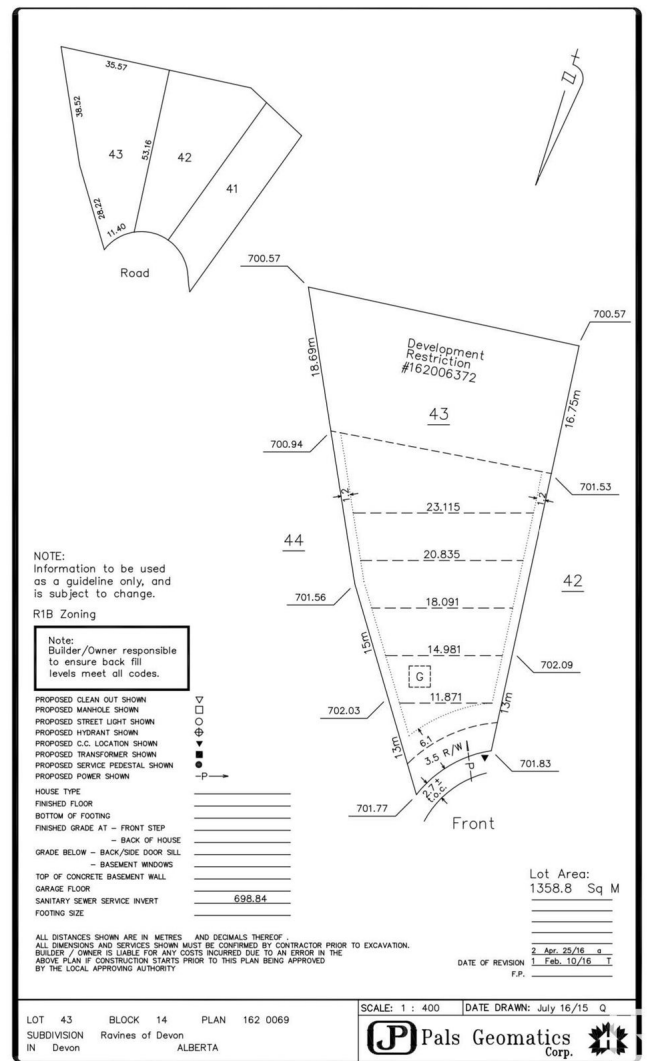 35.57
38.52
53.16
43
42
41
28.22
11.40
Road
N
700.57
700.57
Development
Restriction
#162006372
18.69m
16.75m
43
700.94
701.53
1.2
1.2
23.115
44
20.835
42
701.56
18.091
15m
14.981
702.09
G
11.871
702.03
13m
13m
6.1
3.5 R/W
P
701.83
2.7 ±
t.o.c.
701.77
Front
NOTE:
Information to be used
as a guideline only, and
is subject to change.
R1B Zoning
Note:
Builder/Owner responsible
to ensure back fill
levels meet all codes.
PROPOSED CLEAN OUT SHOWN
PROPOSED MANHOLE SHOWN
PROPOSED STREET LIGHT SHOWN
PROPOSED HYDRANT SHOWN
PROPOSED C.C. LOCATION SHOWN
PROPOSED TRANSFORMER SHOWN
PROPOSED SERVICE PEDESTAL SHOWN
PROPOSED POWER SHOWN -P-
HOUSE TYPE
FINISHED FLOOR
BOTTOM OF FOOTING
FINISHED GRADE AT - FRONT STEP
- BACK OF HOUSE
GRADE BELOW - BACK/SIDE DOOR SILL
- BASEMENT WINDOWS
TOP OF CONCRETE BASEMENT WALL
GARAGE FLOOR
SANITARY SEWER SERVICE INVERT 698.84
FOOTING SIZE
Lot Area:
1358.8 Sq M
2 Apr. 25/16 a
DATE OF REVISION 1 Feb. 10/16 T
F.P.
ALL DISTANCES SHOWN ARE IN METRES AND DECIMALS THEREOF .
ALL DIMENSIONS AND SERVICES SHOWN MUST BE CONFIRMED BY CONTRACTOR PRIOR TO EXCAVATION.
BUILDER / OWNER IS LIABLE FOR ANY COSTS INCURRED DUE TO AN ERROR IN THE
ABOVE PLAN IF CONSTRUCTION STARTS PRIOR TO THIS PLAN BEING APPROVED
BY THE LOCAL APPROVING AUTHORITY
LOT 43 BLOCK 14 PLAN 162 0069
SUBDIVISION Ravines of Devon
IN Devon ALBERTA
SCALE: 1 : 400 DATE DRAWN: July 16/15 Q
JP Pals Geomatics
Corp.